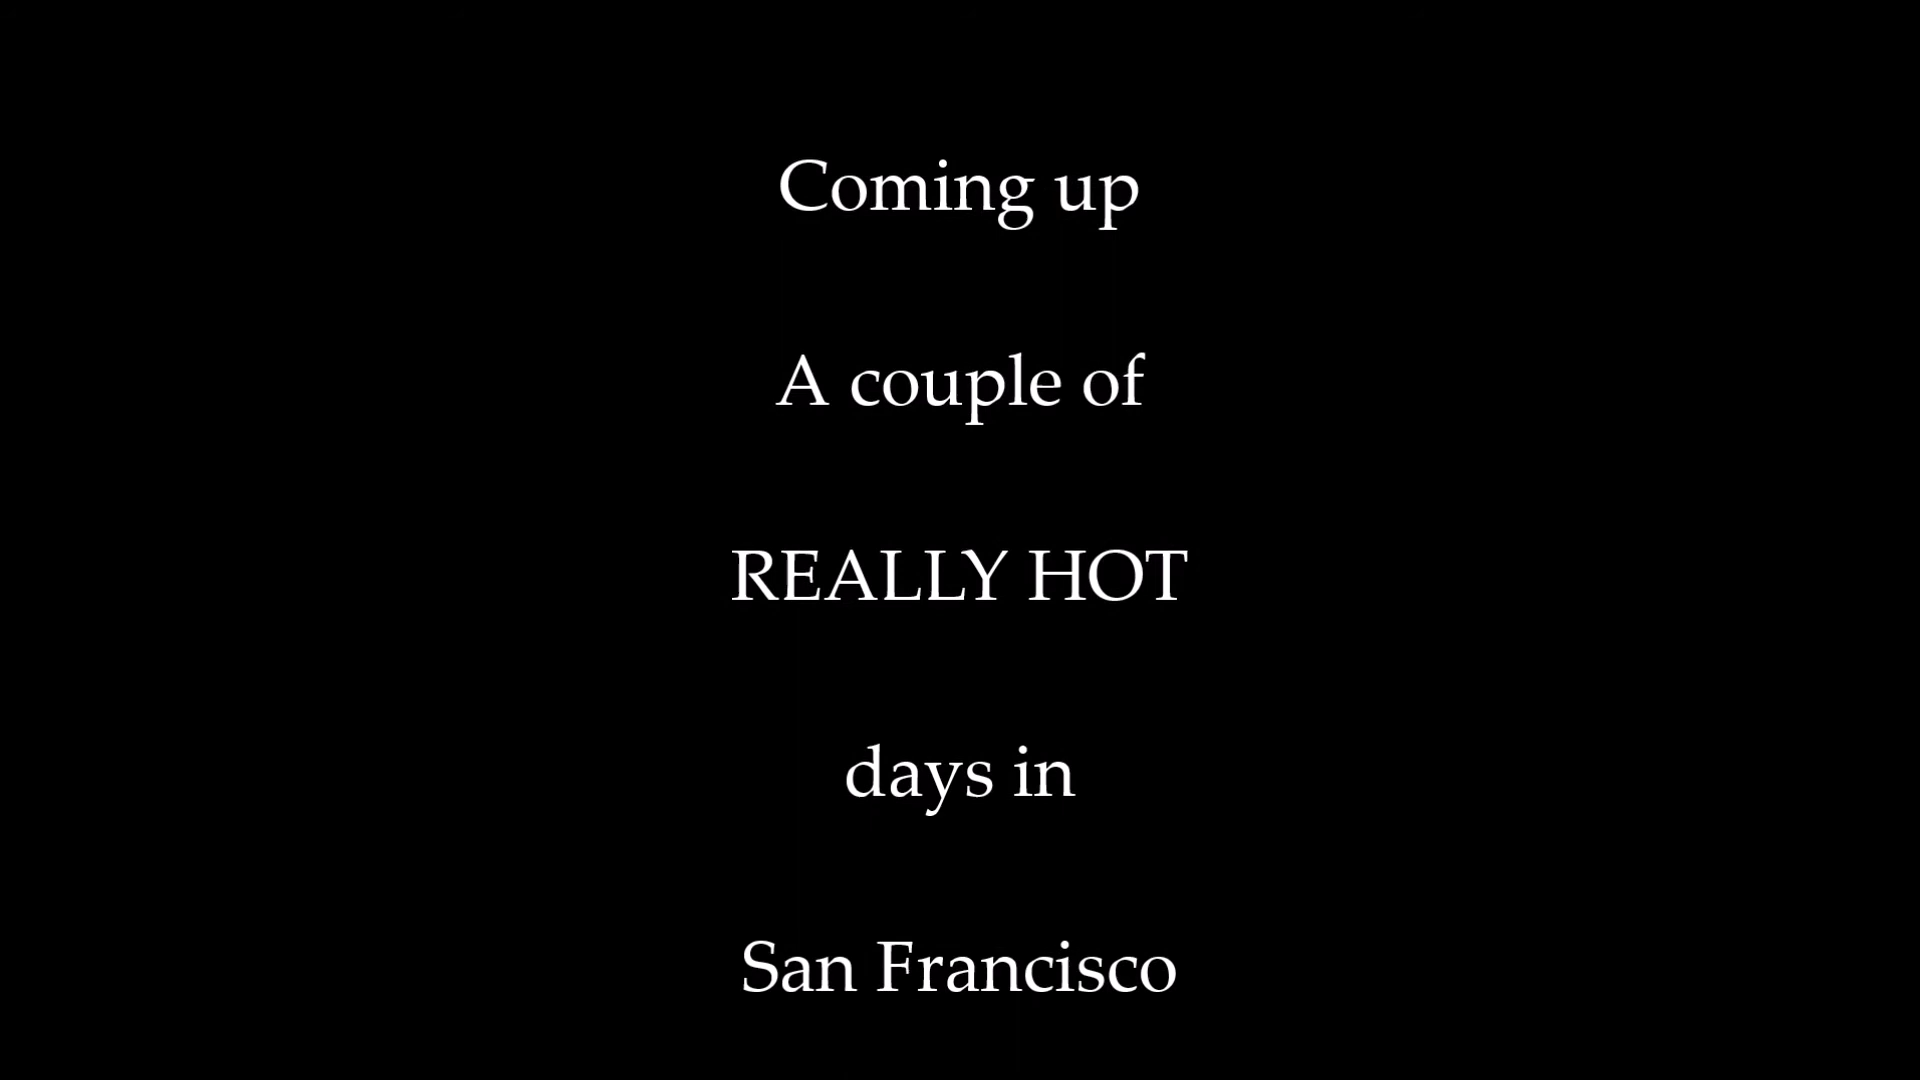 Coming up
A couple of
REALLY HOT
days in
San Francisco